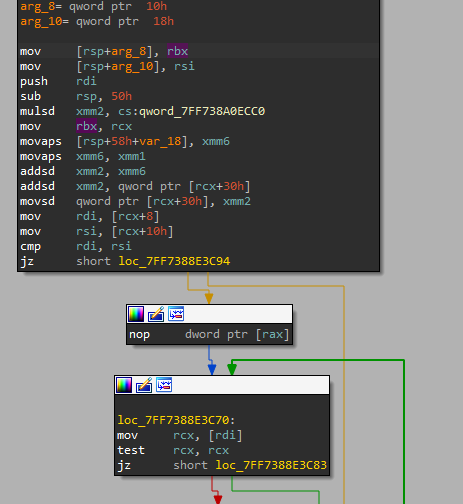 arg_8= qword ptr  10h
arg_10= qword ptr  18h
mov     [rsp+arg_8], rbx
mov     [rsp+arg_10], rsi
push    rdi
sub     rsp, 50h
mulsd   xmm2, cs:qword_7FF738A0ECC0
mov     rbx, rcx
movaps  [rsp+58h+var_18], xmm6
movaps  xmm6, xmm1
addsd   xmm2, xmm6
addsd   xmm2, qword ptr [rcx+30h]
movsd   qword ptr [rcx+30h], xmm2
mov     rdi, [rcx+8]
mov     rsi, [rcx+10h]
cmp     rdi, rsi
jz      short loc_7FF7388E3C94
nop     dword ptr [rax]
loc_7FF7388E3C70:
mov     rcx, [rdi]
test    rcx, rcx
jz      short loc_7FF7388E3C83